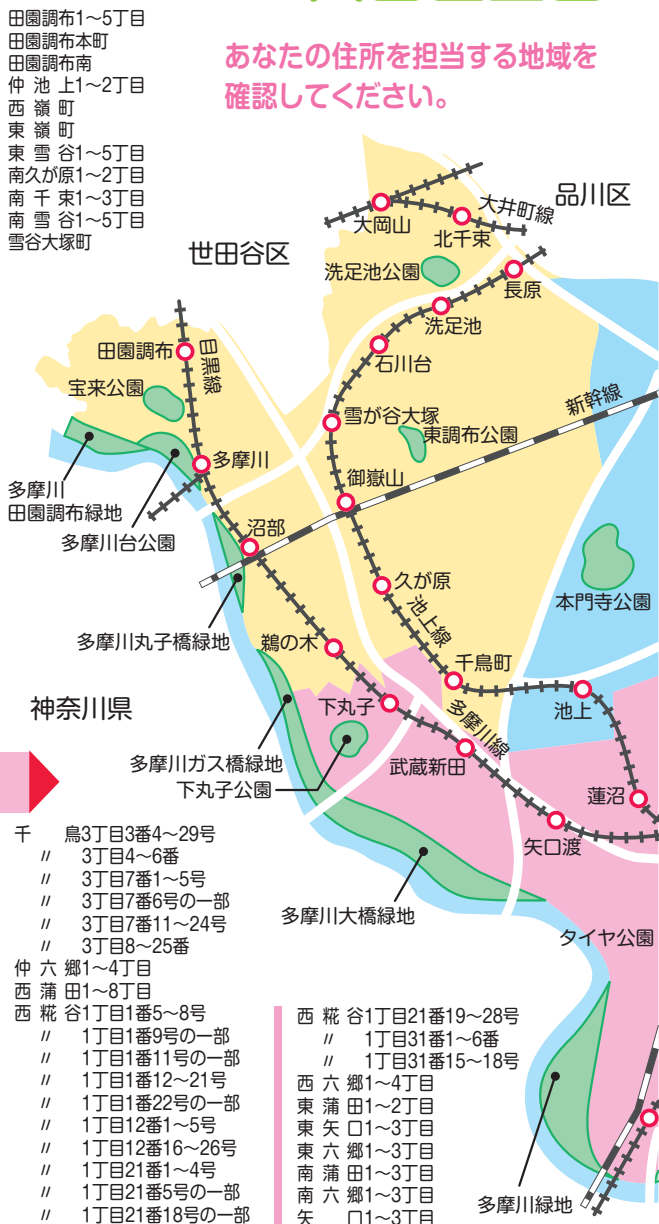 田園調布1〜5丁目
田園調布本町
田園調布南
仲池上1〜2丁目
西嶺町
東嶺町
東雪谷1〜5丁目
南久が原1〜2丁目
南千束1〜3丁目
南雪谷1〜5丁目
雪谷大塚町
あなたの住所を担当する地域を
確認してください。
品川区
大井町線
大岡山
北千束
世田谷区
洗足池公園
長原
洗足池
田園調布
目黒線
石川台
宝来公園
新幹線
雪が谷大塚
東調布公園
多摩川
多摩川
田園調布緑地
御嶽山
多摩川台公園
沼部
久が原
池上線
本門寺公園
多摩川丸子橋緑地
鵜の木
千鳥町
神奈川県
下丸子
多摩川線
池上
多摩川ガス橋緑地
武蔵新田
下丸子公園
蓮沼
矢口渡
多摩川大橋緑地
タイヤ公園
多摩川緑地
千鳥3丁目3番4〜29号
〃 3丁目4〜6番
〃 3丁目7番1〜5号
〃 3丁目7番6号の一部
〃 3丁目7番11〜24号
〃 3丁目8〜25番
仲六郷1〜4丁目
西蒲田1〜8丁目
西糀谷1丁目1番5〜8号
〃 1丁目1番9号の一部
〃 1丁目1番11号の一部
〃 1丁目1番12〜21号
〃 1丁目1番22号の一部
〃 1丁目12番1〜5号
〃 1丁目12番16〜26号
〃 1丁目21番1〜4号
〃 1丁目21番5号の一部
〃 1丁目21番18号の一部
西糀谷1丁目21番19〜28号
〃 1丁目31番1〜6番
〃 1丁目31番15〜18号
西六郷1〜4丁目
東蒲田1〜2丁目
東矢口1〜3丁目
東六郷1〜3丁目
南蒲田1〜3丁目
南六郷1〜3丁目
矢口1〜3丁目